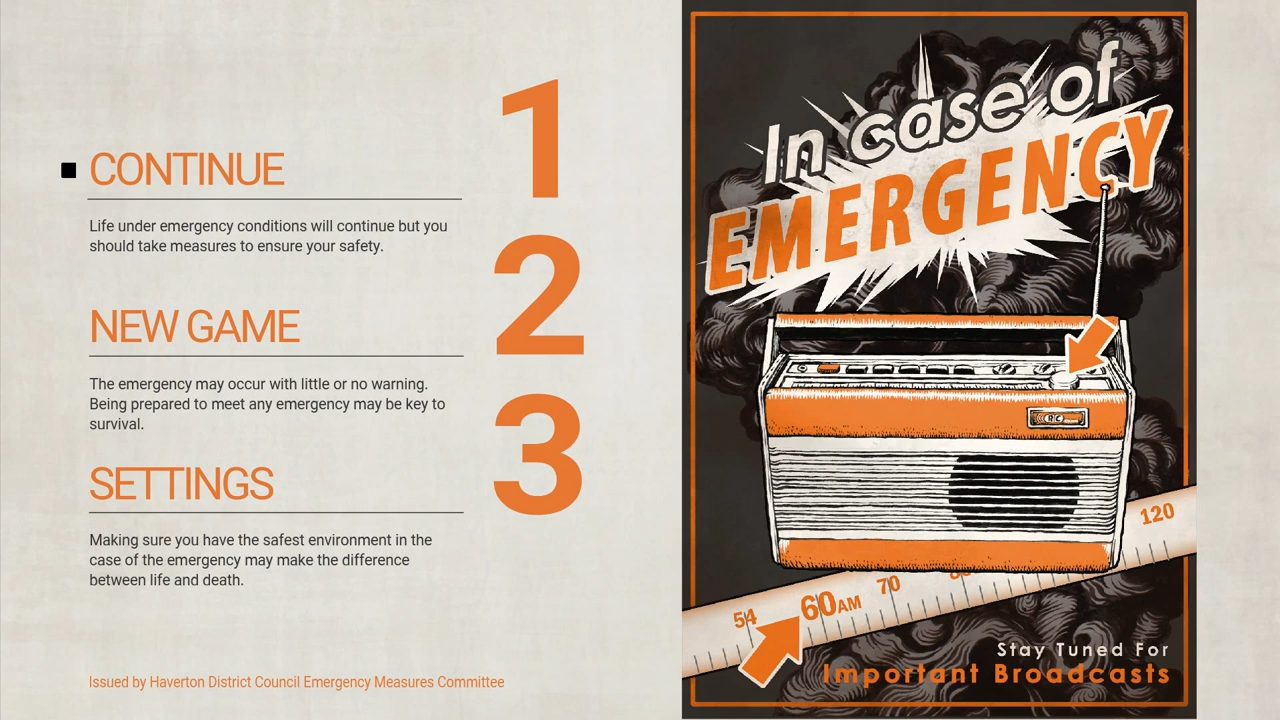 1
CONTINUE
Life under emergency conditions will continue but you
should take measures to ensure your safety.
2
NEW GAME
The emergency may occur with little or no warning.
Being prepared to meet any emergency may be key to
survival.
3
SETTINGS
Making sure you have the safest environment in the
case of the emergency may make the difference
between life and death.
Issued by Haverton District Council Emergency Measures Committee
In case of
EMERGENCY
54 60AM 70 120
Stay Tuned For
Important Broadcasts